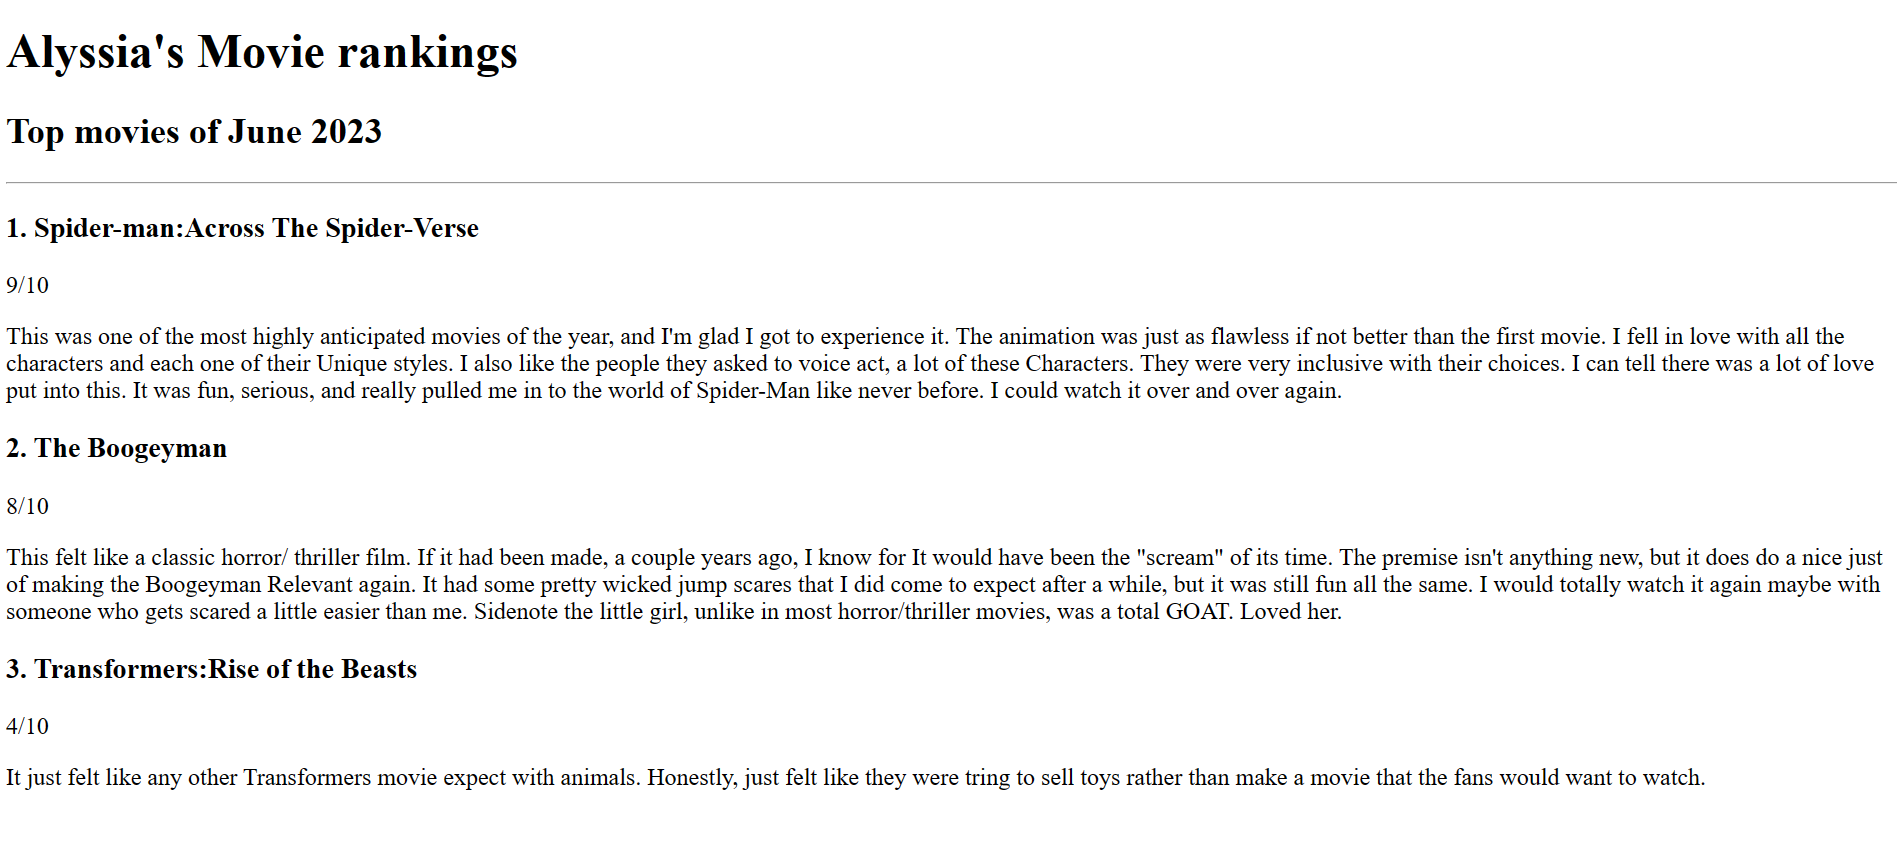 Alyssia's Movie rankings
Top movies of June 2023
1. Spider-man:Across The Spider-Verse
9/10
This was one of the most highly anticipated movies of the year, and I'm glad I got to experience it. The animation was just as flawless if not better than the first movie. I fell in love with all the
characters and each one of their Unique styles. I also like the people they asked to voice act, a lot of these Characters. They were very inclusive with their choices. I can tell there was a lot of love
put into this. It was fun, serious, and really pulled me in to the world of Spider-Man like never before. I could watch it over and over again.
2. The Boogeyman
8/10
This felt like a classic horror/ thriller film. If it had been made, a couple years ago, I know for It would have been the "scream" of its time. The premise isn't anything new, but it does do a nice just
of making the Boogeyman Relevant again. It had some pretty wicked jump scares that I did come to expect after a while, but it was still fun all the same. I would totally watch it again maybe with
someone who gets scared a little easier than me. Sidenote the little girl, unlike in most horror/thriller movies, was a total GOAT. Loved her.
3. Transformers:Rise of the Beasts
4/10
It just felt like any other Transformers movie expect with animals. Honestly, just felt like they were tring to sell toys rather than make a movie that the fans would want to watch.